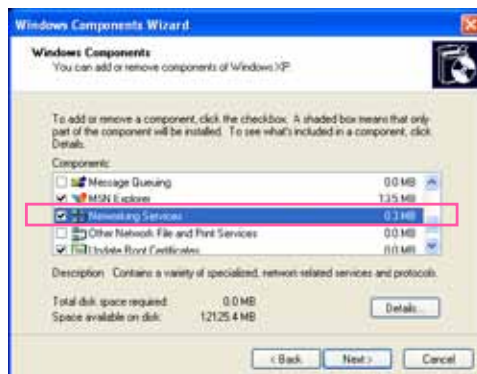 Windows Components Wizard
Windows Components
You can add or remove components of Windows XP.
To add or remove a component, click the checkbox. A shaded box means that only
part of the component will be installed. To see what's included in a component, click
Details.
Components:
Message Queuing 0.0 MB
MSN Explorer 13.5 MB
Networking Services 0.3 MB
Other Network File and Print Services 0.0 MB
Update Root Certificates 0.0 MB
Description: Contains a variety of specialized, network-related services and protocols.
Total disk space required: 0.0 MB
Space available on disk: 12125.4 MB
Details...
< Back
Next >
Cancel